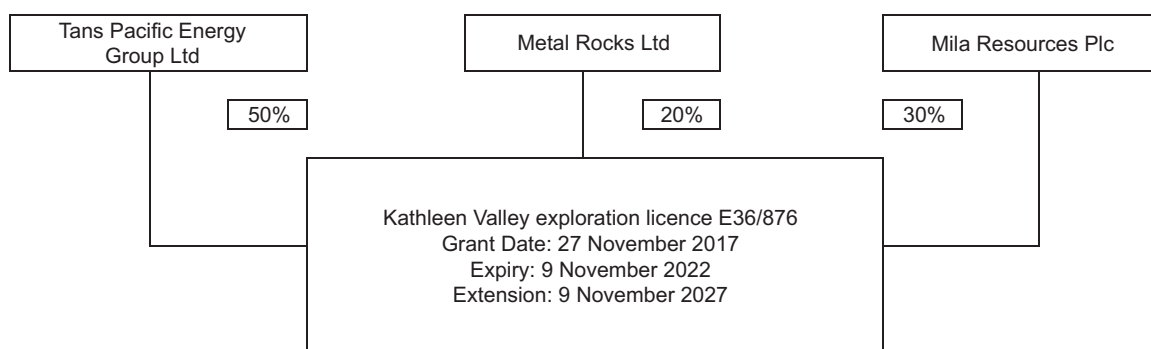 Tans Pacific Energy
Group Ltd
Metal Rocks Ltd
Mila Resources Plc
50%
20%
30%
Kathleen Valley exploration licence E36/876
Grant Date: 27 November 2017
Expiry: 9 November 2022
Extension: 9 November 2027